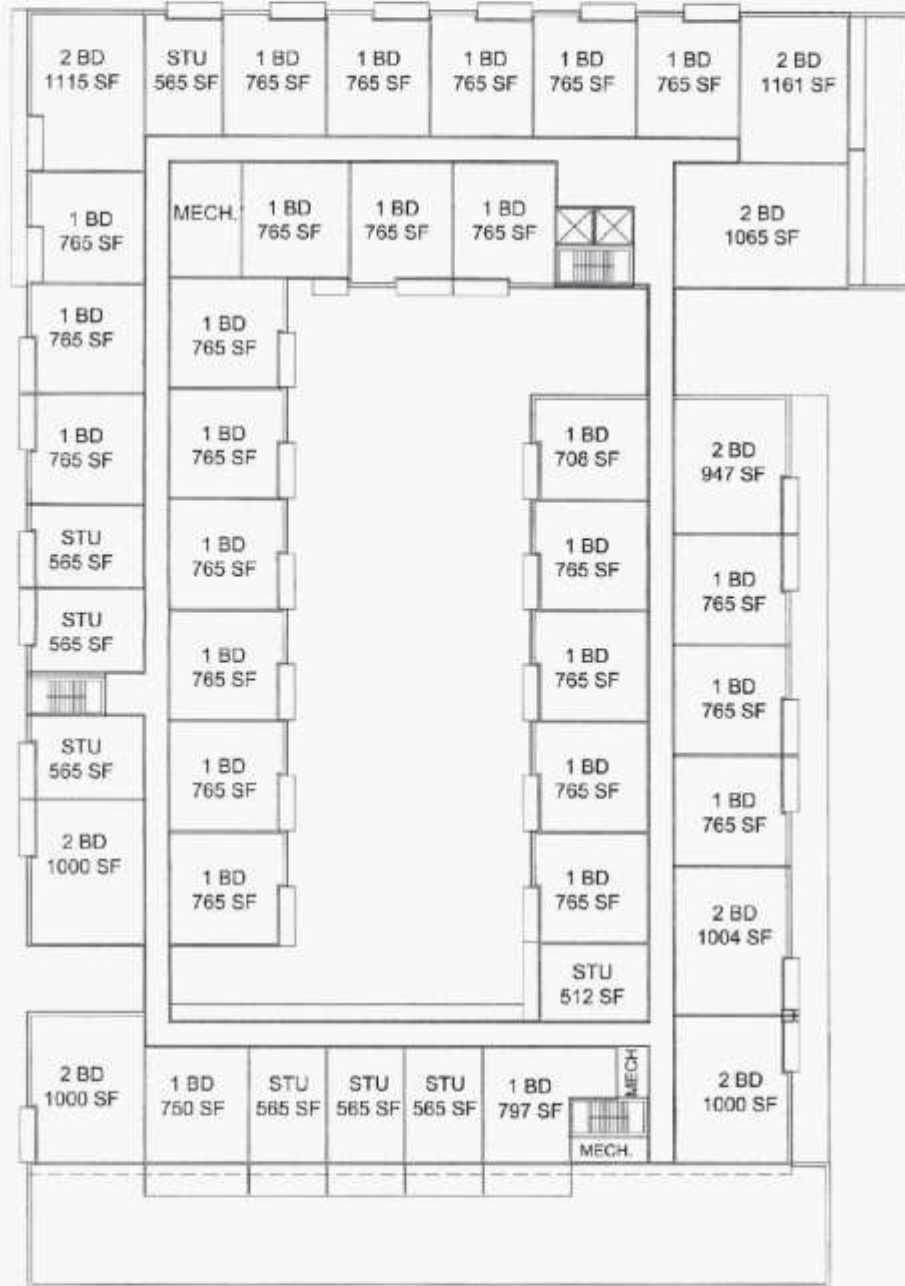 2 BD
1115 SF
STU
565 SF
1 BD
765 SF
1 BD
765 SF
1 BD
765 SF
1 BD
765 SF
1 BD
765 SF
2 BD
1161 SF
MECH.
1 BD
765 SF
1 BD
765 SF
1 BD
765 SF
2 BD
1065 SF
1 BD
765 SF
1 BD
765 SF
1 BD
765 SF
1 BD
765 SF
1 BD
765 SF
1 BD
708 SF
2 BD
947 SF
STU
565 SF
1 BD
765 SF
1 BD
765 SF
1 BD
765 SF
STU
565 SF
1 BD
765 SF
1 BD
765 SF
1 BD
765 SF
STU
565 SF
1 BD
765 SF
1 BD
765 SF
1 BD
765 SF
2 BD
1000 SF
1 BD
765 SF
1 BD
765 SF
2 BD
1004 SF
STU
512 SF
2 BD
1000 SF
1 BD
750 SF
STU
565 SF
STU
565 SF
STU
565 SF
1 BD
797 SF
MECH
MECH.
2 BD
1000 SF